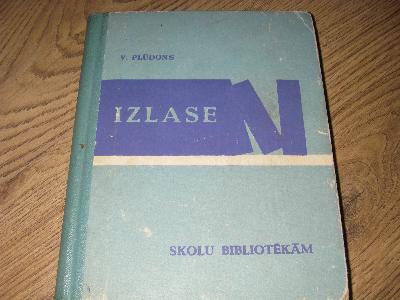 V. PLŪDONS
IZLASE
SKOLU BIBLIOTĒKĀM